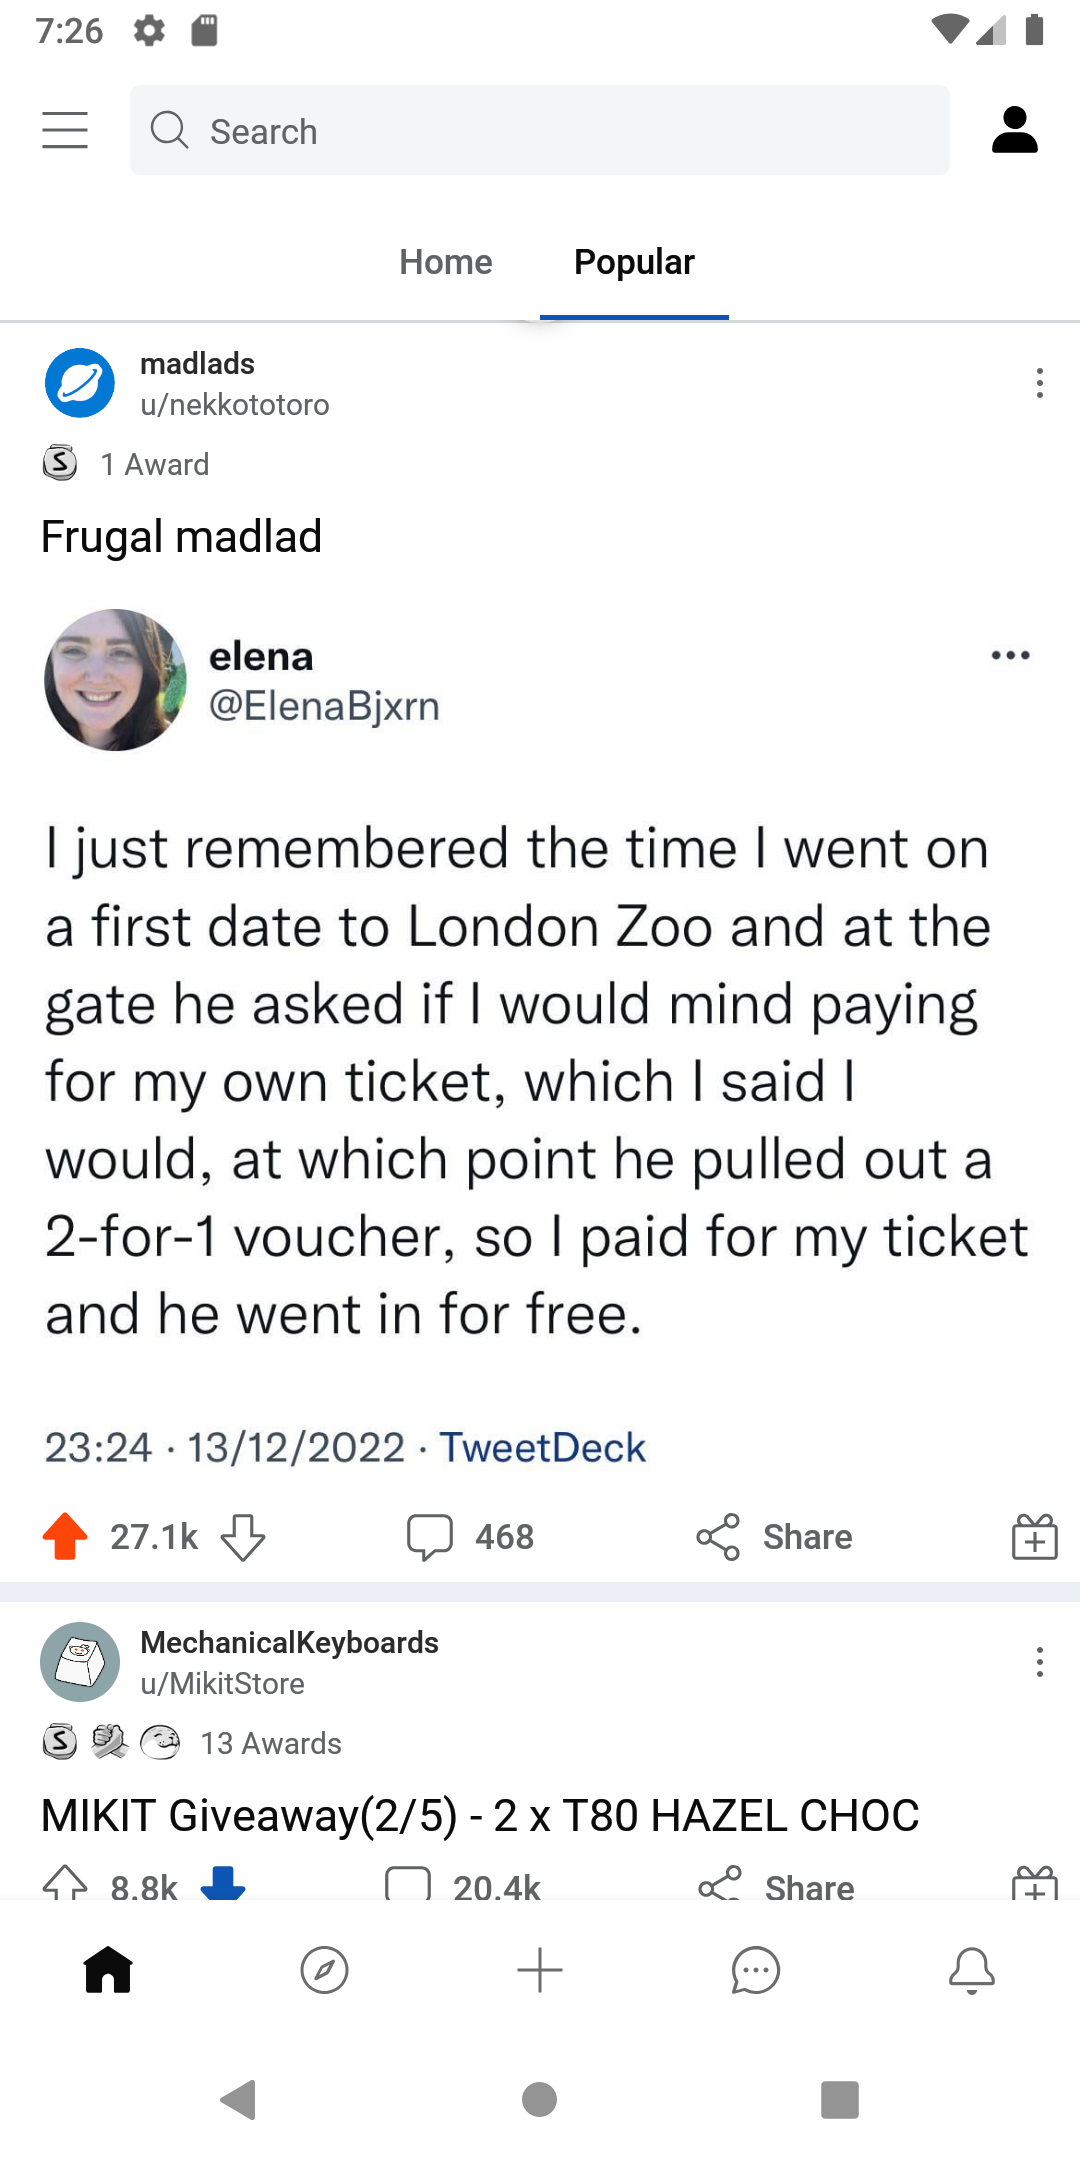 7:26
Search
Home Popular
madlads
u/nekkototoro
1 Award
Frugal madlad
elena
@ElenaBjxrn
I just remembered the time I went on
a first date to London Zoo and at the
gate he asked if I would mind paying
for my own ticket, which I said I
would, at which point he pulled out a
2-for-1 voucher, so I paid for my ticket
and he went in for free.
23:24 · 13/12/2022 · TweetDeck
27.1k 468 Share
MechanicalKeyboards
u/MikitStore
13 Awards
MIKIT Giveaway(2/5) - 2 x T80 HAZEL CHOC
8.8k 20.4k Share